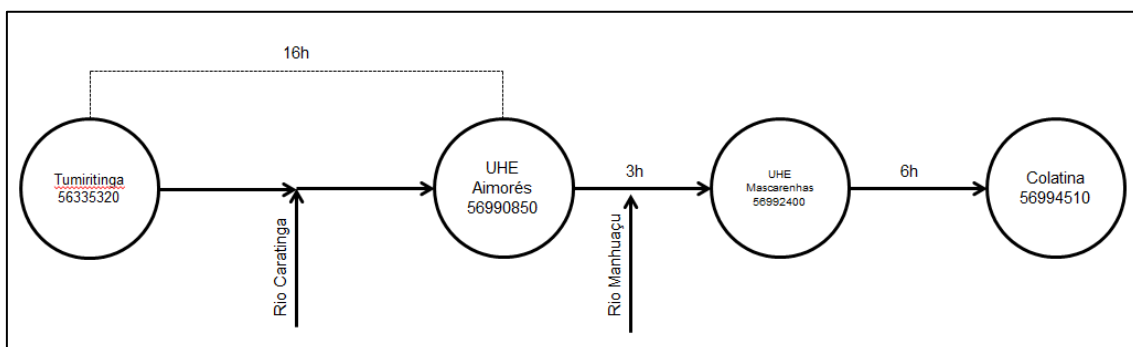 16h
Tumiritinga
56335320
UHE
Aimorés
56990850
3h
UHE
Mascarenhas
56992400
6h
Colatina
56994510
Rio Caratinga
Rio Manhuaçu